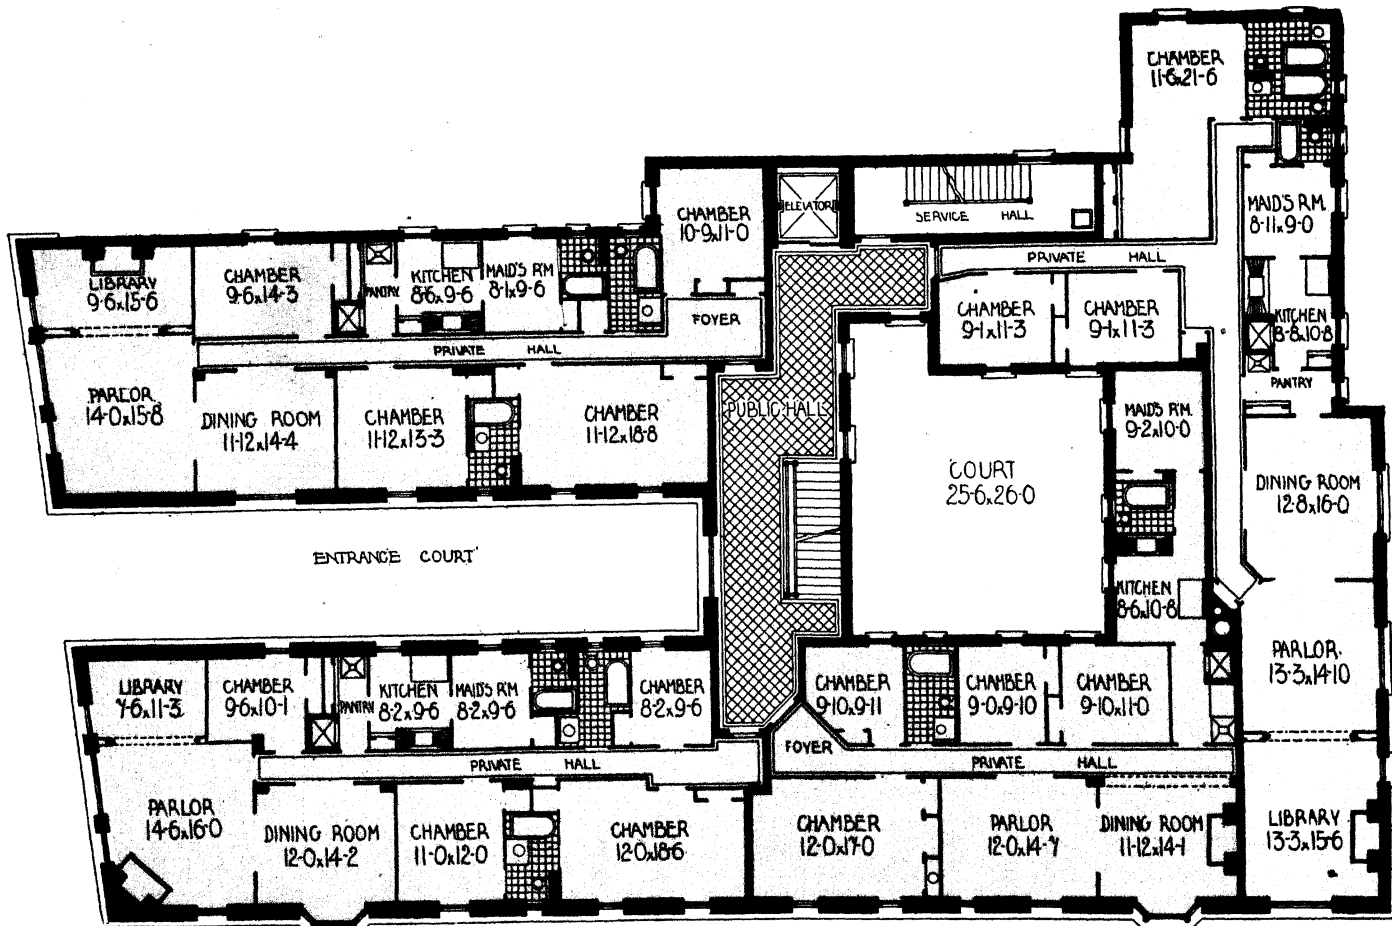 CHAMBER
11-6x21-6
MAID'S RM.
8-11x9-0
KITCHEN
8-8x10-8
PANTRY
ELEVATOR
SERVICE HALL
PRIVATE HALL
CHAMBER
9-1x11-3
CHAMBER
9-1x11-3
CHAMBER
10-9x11-0
FOYER
LIBRARY
9-6x15-6
CHAMBER
9-6x14-3
PANTRY
KITCHEN
8-6x9-6
MAID'S R'M
8-1x9-6
PRIVATE HALL
PARLOR
14-0x15-8
DINING ROOM
11-12x14-4
CHAMBER
11-12x13-3
CHAMBER
11-12x18-8
PUBLIC HALL
COURT
25-6x26-0
MAID'S R'M.
9-2x10-0
KITCHEN
8-6x10-8
DINING ROOM
12-8x16-0
PARLOR.
13-3x14-10
LIBRARY
13-3x15-6
ENTRANCE COURT
LIBRARY
7-6x11-3
CHAMBER
9-6x10-1
PANTRY
KITCHEN
8-2x9-6
MAID'S R'M
8-2x9-6
CHAMBER
8-2x9-6
PRIVATE HALL
PARLOR
14-6x16-0
DINING ROOM
12-0x14-2
CHAMBER
11-0x12-0
CHAMBER
12-0x18-6
CHAMBER
9-10x9-11
CHAMBER
9-0x9-10
CHAMBER
9-10x11-0
FOYER
PRIVATE HALL
CHAMBER
12-0x17-0
PARLOR
12-0x14-7
DINING ROOM
11-12x14-1